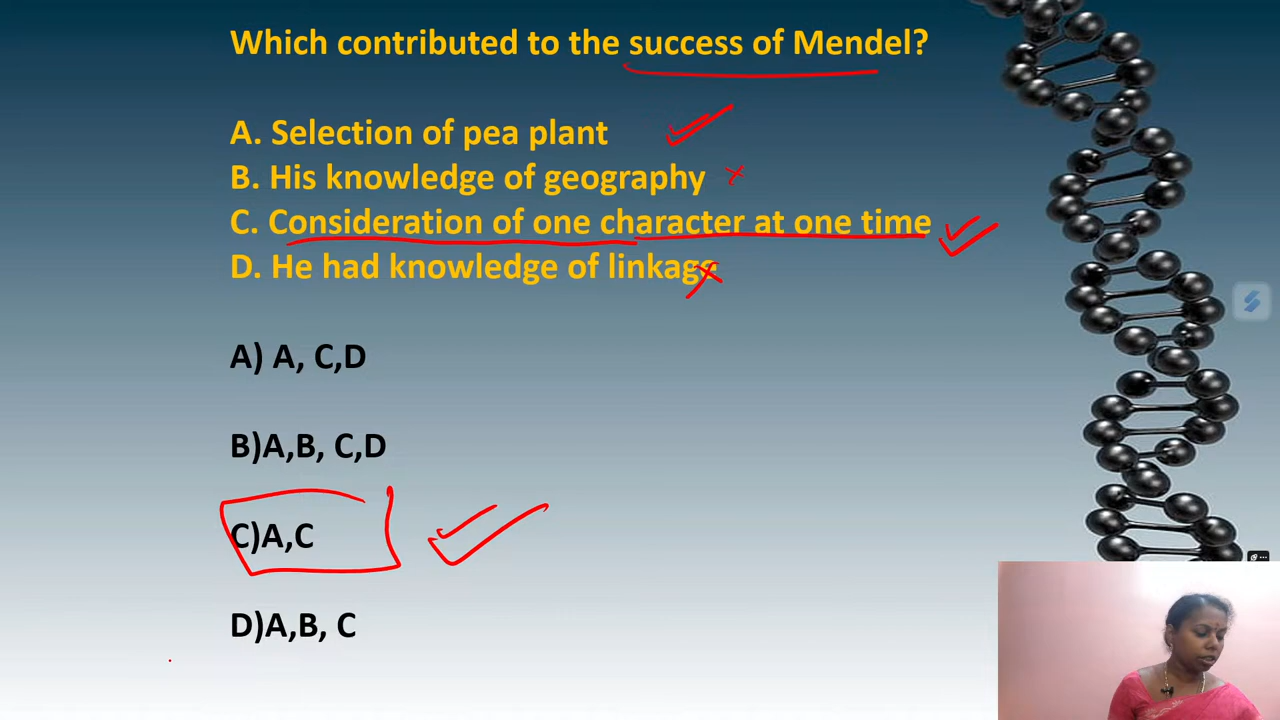 Which contributed to the success of Mendel?
A. Selection of pea plant
B. His knowledge of geography
C. Consideration of one character at one time
D. He had knowledge of linkage
A) A, C,D
B)A,B, C,D
C)A,C
D)A,B, C